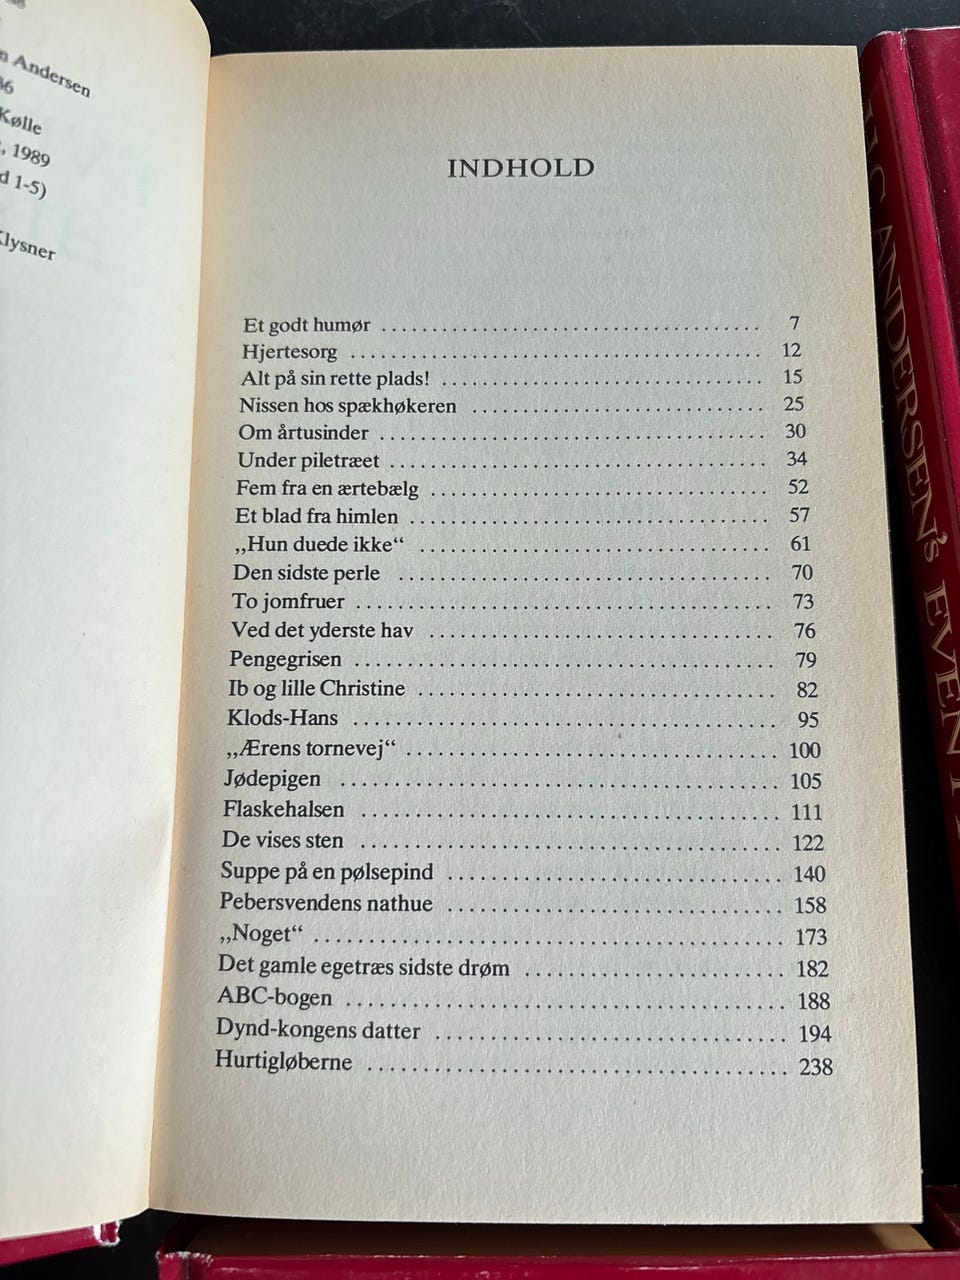 Andersen
Kølle
, 1989
d 1-5)
Klysner
INDHOLD
Et godt humør . . . . . . . . . . . . . . . . . . . . 7
Hjertesorg . . . . . . . . . . . . . . . . . . . . 12
Alt på sin rette plads! . . . . . . . . . . . . . . . . . . . . 15
Nissen hos spækhøkeren . . . . . . . . . . . . . . . . . . . . 25
Om årtusinder . . . . . . . . . . . . . . . . . . . . 30
Under piletræet . . . . . . . . . . . . . . . . . . . . 34
Fem fra en ærtebælg . . . . . . . . . . . . . . . . . . . . 52
Et blad fra himlen . . . . . . . . . . . . . . . . . . . . 57
„Hun duede ikke“ . . . . . . . . . . . . . . . . . . . . 61
Den sidste perle . . . . . . . . . . . . . . . . . . . . 70
To jomfruer . . . . . . . . . . . . . . . . . . . . 73
Ved det yderste hav . . . . . . . . . . . . . . . . . . . . 76
Pengegrisen . . . . . . . . . . . . . . . . . . . . 79
Ib og lille Christine . . . . . . . . . . . . . . . . . . . . 82
Klods-Hans . . . . . . . . . . . . . . . . . . . . 95
„Ærens tornevej“ . . . . . . . . . . . . . . . . . . . . 100
Jødepigen . . . . . . . . . . . . . . . . . . . . 105
Flaskehalsen . . . . . . . . . . . . . . . . . . . . 111
De vises sten . . . . . . . . . . . . . . . . . . . . 122
Suppe på en pølsepind . . . . . . . . . . . . . . . . . . . . 140
Pebersvendens nathue . . . . . . . . . . . . . . . . . . . . 158
„Noget“ . . . . . . . . . . . . . . . . . . . . 173
Det gamle egetræs sidste drøm . . . . . . . . . . . . . . . . . . . . 182
ABC-bogen . . . . . . . . . . . . . . . . . . . . 188
Dynd-kongens datter . . . . . . . . . . . . . . . . . . . . 194
Hurtigløberne . . . . . . . . . . . . . . . . . . . . 238
H.C. ANDERSEN's EVEN